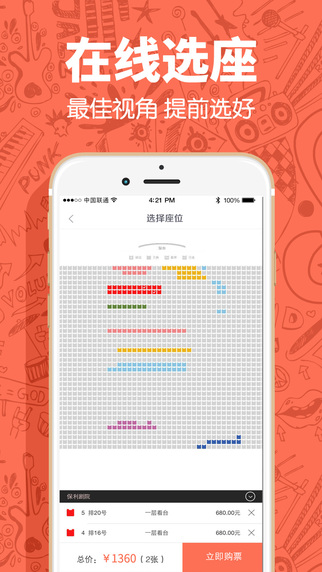 在线选座
最佳视角 提前选好
中国联通 4:21 PM 100%
选择座位
保利剧院
5 排20号 一层看台 680.00元
4 排16号 一层看台 680.00元
总价: ¥1360 (2张) 立即购票
PUNK